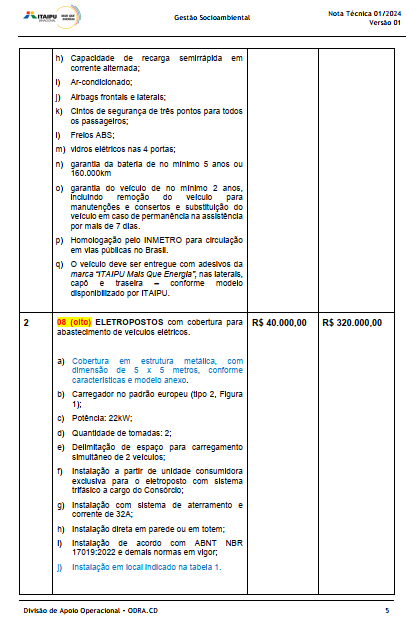 ITAIPU
BINACIONAL
Gestão Socioambiental
Nota Técnica 01/2024
Versão 01
h) Capacidade de recarga semirrápida em
corrente alternada;
i) Ar-condicionado;
j) Airbags frontais e laterais;
k) Cintos de segurança de três pontos para todos
os passageiros;
l) Freios ABS;
m) vidros elétricos nas 4 portas;
n) garantia da bateria de no mínimo 5 anos ou
160.000km
o) garantia do veículo de no mínimo 2 anos,
incluindo remoção do veículo para
manutenções e consertos e substituição do
veículo em caso de permanência na assistência
por mais de 7 dias.
p) Homologação pelo INMETRO para circulação
em vias públicas no Brasil.
q) O veículo deve ser entregue com adesivos da
marca "ITAIPU Mais Que Energia", nas laterais,
capô e traseira – conforme modelo
disponibilizado por ITAIPU.
2 08 (oito) ELETROPOSTOS com cobertura para R$ 40.000,00 R$ 320.000,00
abastecimento de veículos elétricos.
a) Cobertura em estrutura metálica, com
dimensão de 5 x 5 metros, conforme
características e modelo anexo.
b) Carregador no padrão europeu (tipo 2, Figura
1);
c) Potência: 22kW;
d) Quantidade de tomadas: 2;
e) Delimitação de espaço para carregamento
simultâneo de 2 veículos;
f) Instalação a partir de unidade consumidora
exclusiva para o eletroposto com sistema
trifásico a cargo do Consórcio;
g) Instalação com sistema de aterramento e
corrente de 32A;
h) Instalação direta em parede ou em totem;
i) Instalação de acordo com ABNT NBR
17019:2022 e demais normas em vigor;
j) Instalação em local indicado na tabela 1.
Divisão de Apoio Operacional • ODRA.CD
5